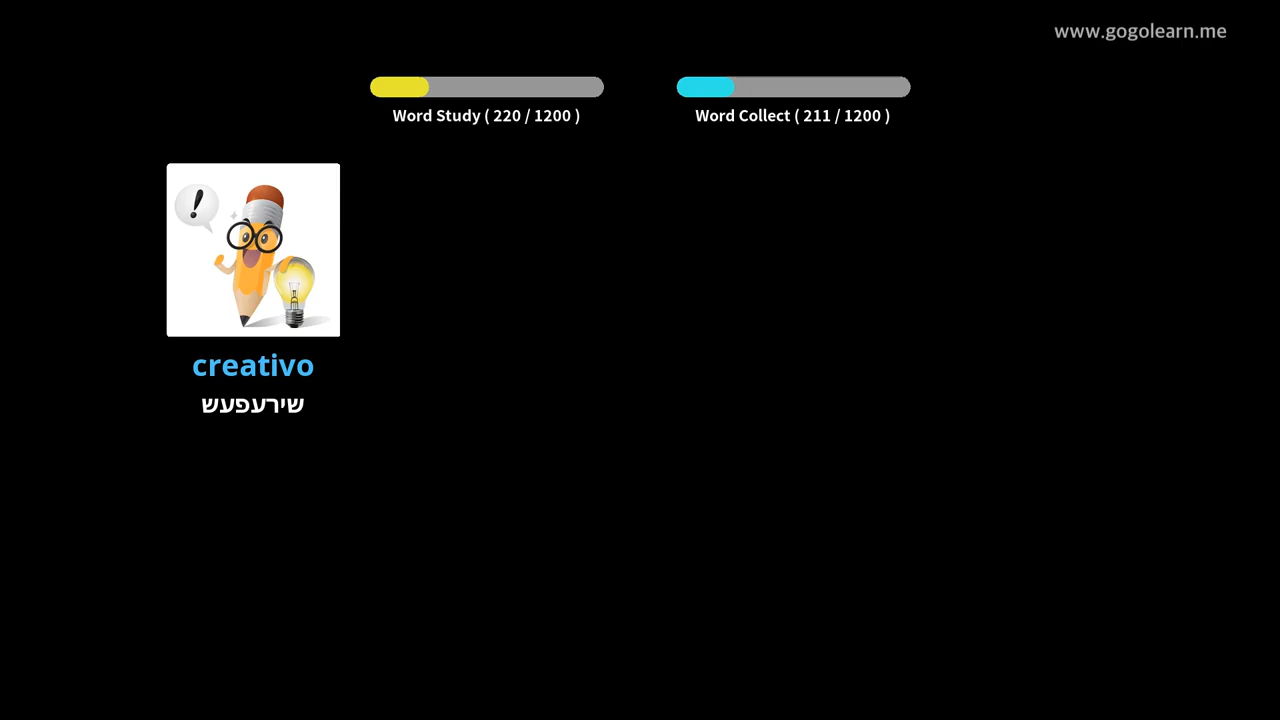 www.gogolearn.me
Word Study ( 220 / 1200 )
Word Collect ( 211 / 1200 )
!
creativo
שירעפעש